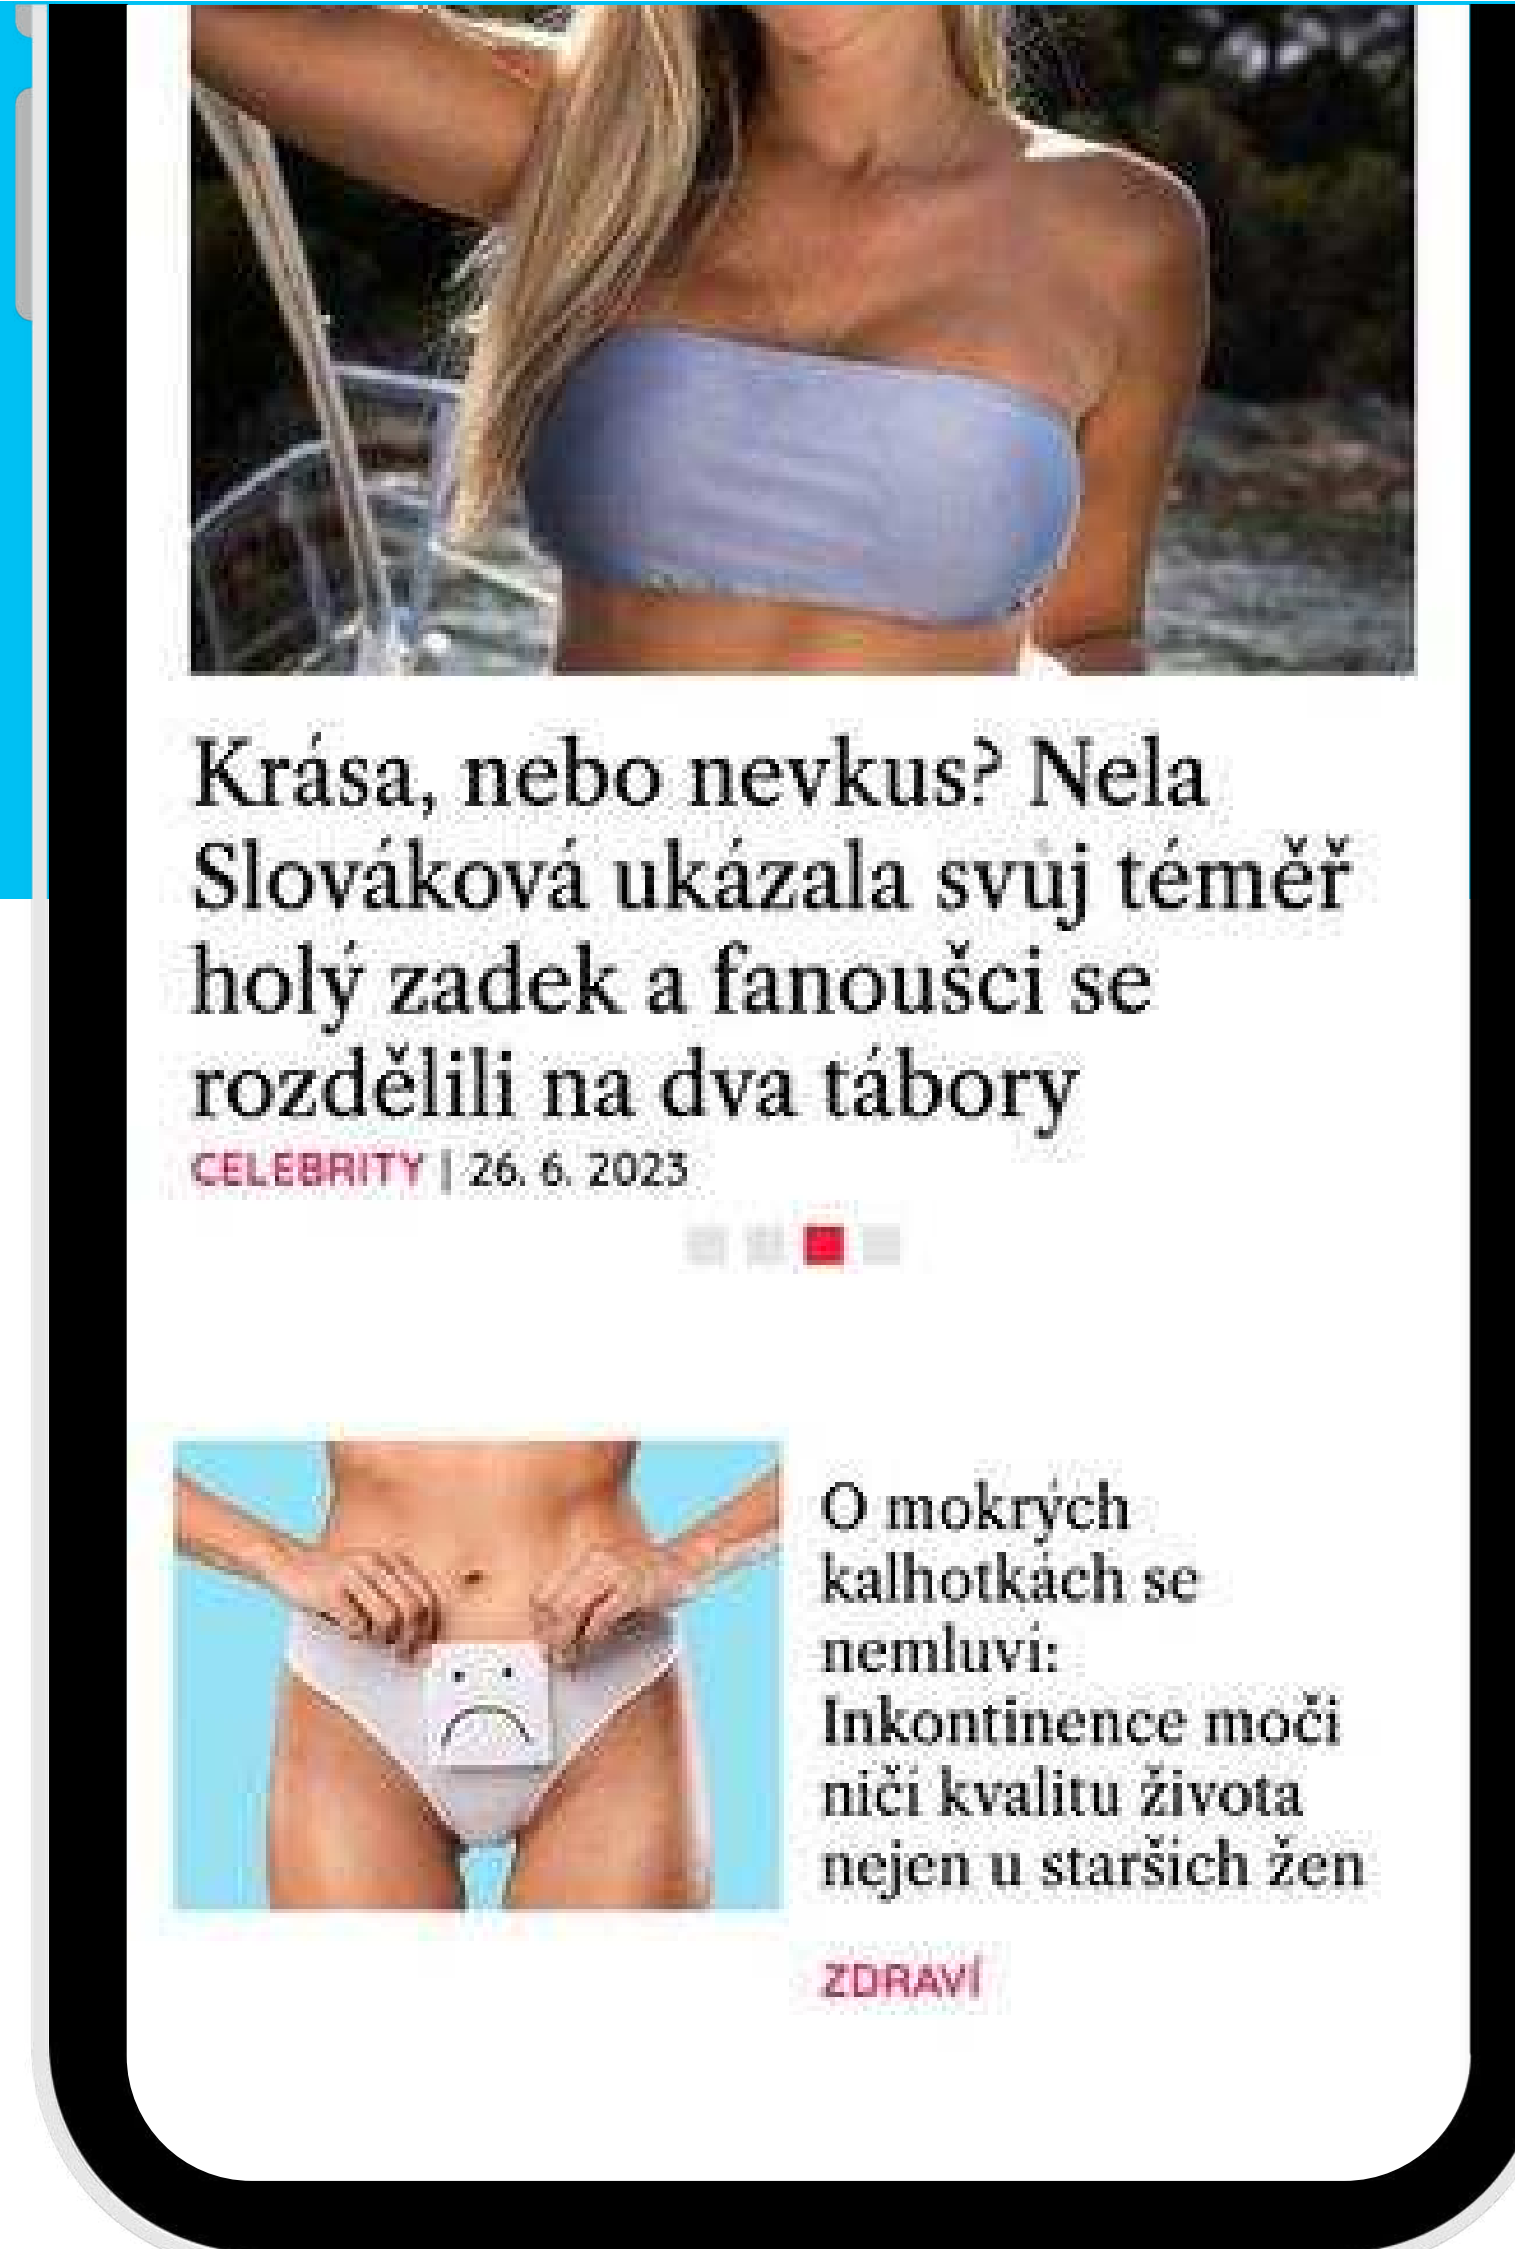 Krása, nebo nevkus? Nela
Slováková ukázala svůj téměř
holý zadek a fanoušci se
rozdělili na dva tábory
CELEBRITY | 26. 6. 2023
O mokrých
kalhotkách se
nemluví:
Inkontinence moči
ničí kvalitu života
nejen u starších žen
ZDRAVÍ